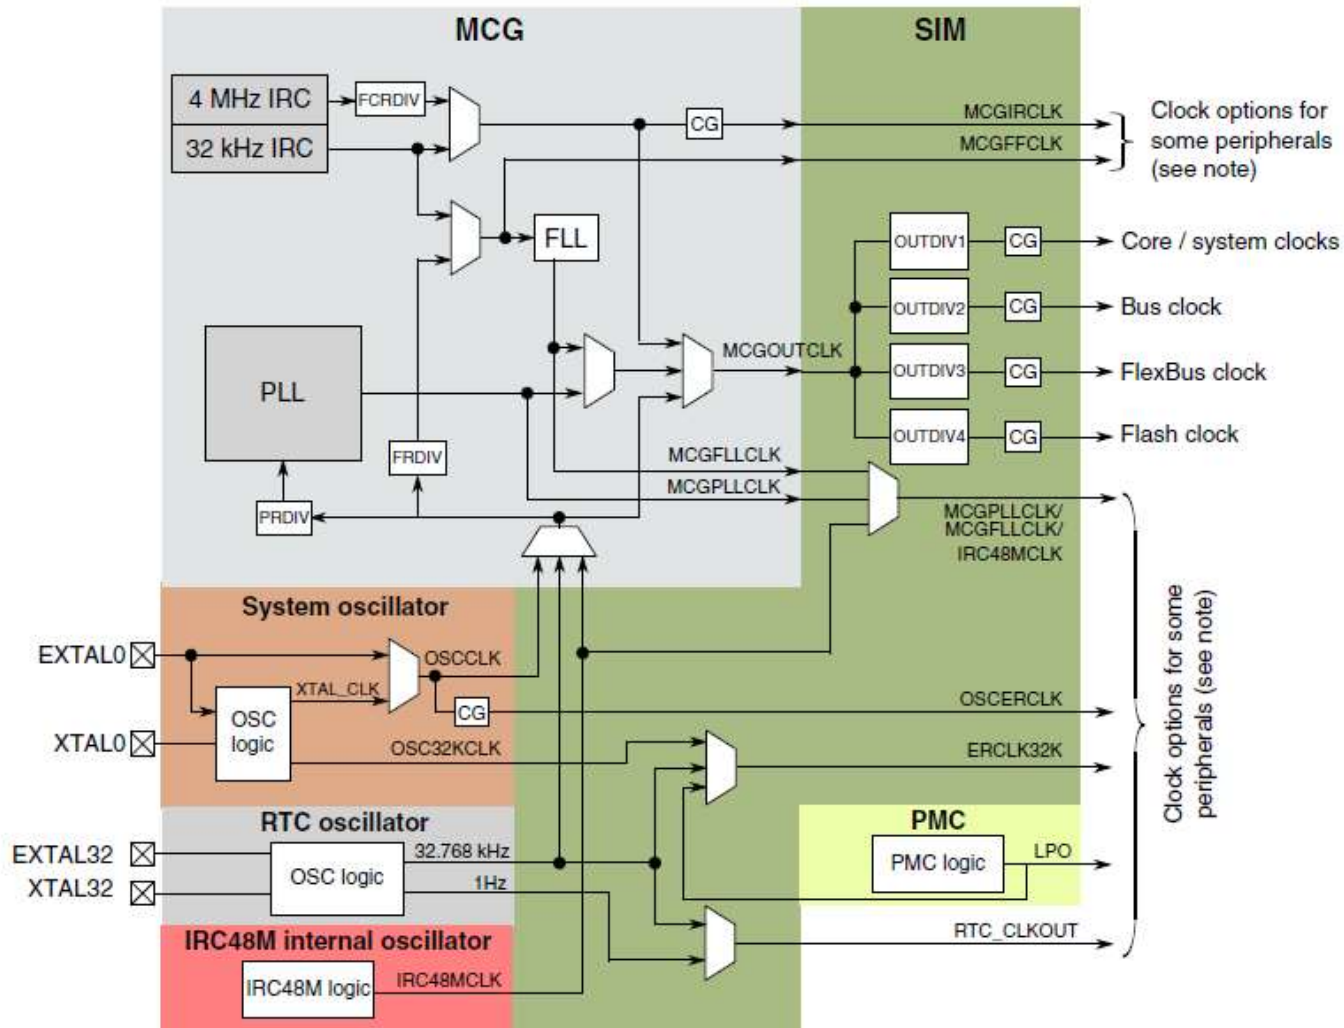 MCG
SIM
4 MHz IRC
FCRDIV
32 kHz IRC
CG
MCGIRCLK
MCGFFCLK
Clock options for
some peripherals
(see note)
FLL
OUTDIV1
CG
Core / system clocks
OUTDIV2
CG
Bus clock
PLL
MCGOUTCLK
OUTDIV3
CG
FlexBus clock
OUTDIV4
CG
Flash clock
FRDIV
MCGFLLCLK
MCGPLLCLK
PRDIV
MCGPLLCLK/
MCGFLLCLK/
IRC48MCLK
System oscillator
EXTAL0
OSCCLK
XTAL_CLK
OSC
logic
CG
OSCERCLK
XTAL0
OSC32KCLK
ERCLK32K
Clock options for some
peripherals (see note)
RTC oscillator
PMC
EXTAL32
XTAL32
OSC logic
32.768 kHz
1Hz
PMC logic
LPO
RTC_CLKOUT
IRC48M internal oscillator
IRC48M logic
IRC48MCLK